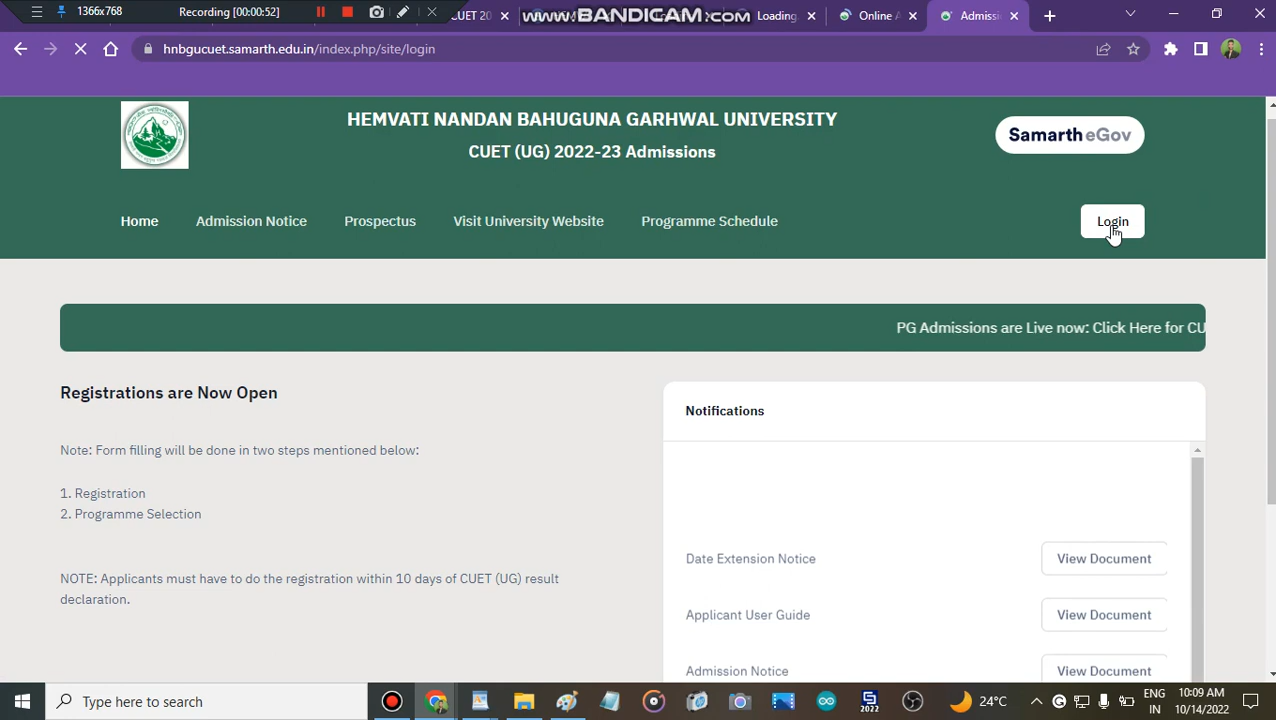 1366x768
Recording [00:00:52]
CUET 20
WWW.BANDICAM.COM
Loading
Online A
Admissi
hnbgucuet.samarth.edu.in/index.php/site/login
HEMVATI NANDAN BAHUGUNA GARHWAL UNIVERSITY
CUET (UG) 2022-23 Admissions
Samarth eGov
Home Admission Notice Prospectus Visit University Website Programme Schedule Login
PG Admissions are Live now: Click Here for CU
Registrations are Now Open
Notifications
Note: Form filling will be done in two steps mentioned below:
1. Registration
2. Programme Selection
NOTE: Applicants must have to do the registration within 10 days of CUET (UG) result
declaration.
Date Extension Notice View Document
Applicant User Guide View Document
Admission Notice View Document
Type here to search
2022
24°C
ENG
IN
10:09 AM
10/14/2022